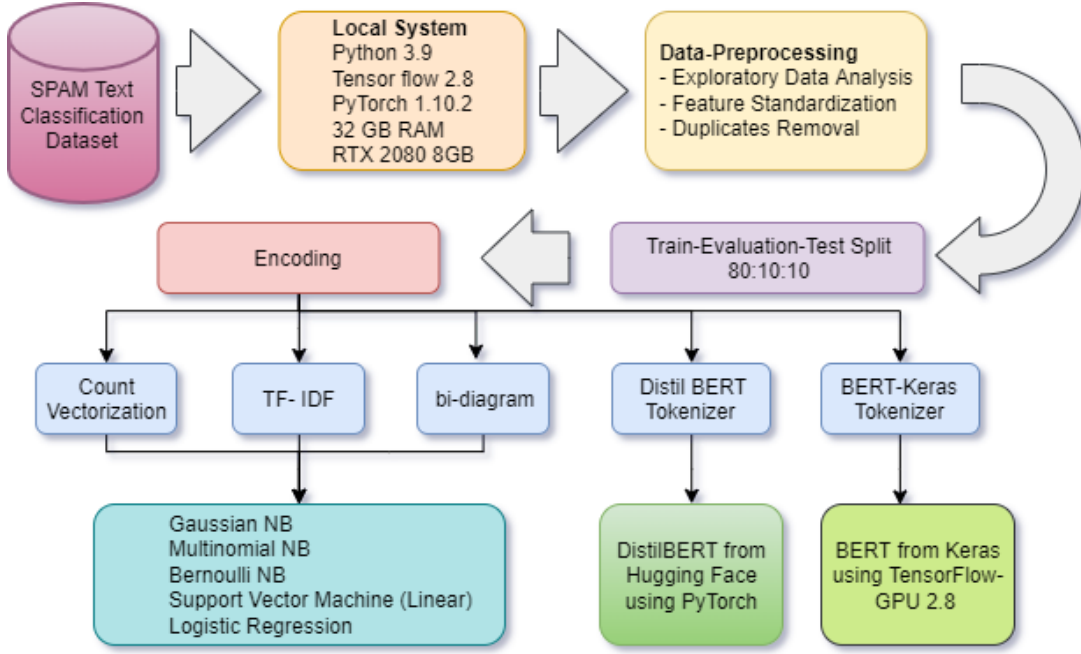 SPAM Text
Classification
Dataset
Local System
Python 3.9
Tensor flow 2.8
PyTorch 1.10.2
32 GB RAM
RTX 2080 8GB
Data-Preprocessing
- Exploratory Data Analysis
- Feature Standardization
- Duplicates Removal
Train-Evaluation-Test Split
80:10:10
Encoding
Count
Vectorization
TF- IDF
bi-diagram
Distil BERT
Tokenizer
BERT-Keras
Tokenizer
Gaussian NB
Multinomial NB
Bernoulli NB
Support Vector Machine (Linear)
Logistic Regression
DistilBERT from
Hugging Face
using PyTorch
BERT from Keras
using TensorFlow-
GPU 2.8